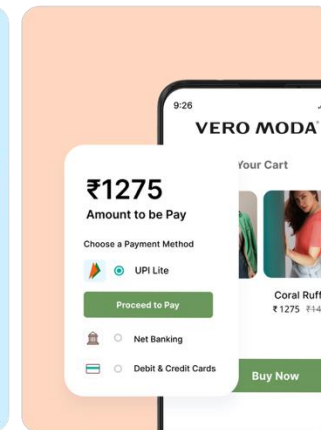 9:26
VERO MODA
Your Cart
₹1275
Amount to be Pay
Choose a Payment Method
UPI Lite
Proceed to Pay
Net Banking
Debit & Credit Cards
Coral Ruff
₹1275
Buy Now